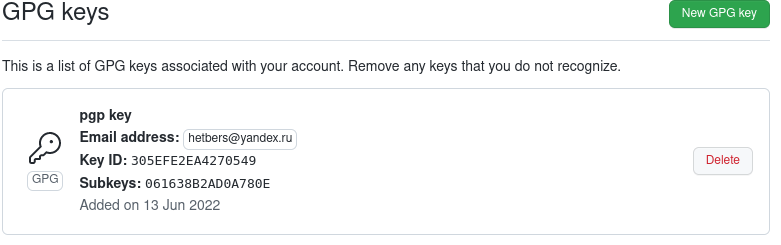 GPG keys
New GPG key
This is a list of GPG keys associated with your account. Remove any keys that you do not recognize.
pgp key
Email address: hetbers@yandex.ru
Key ID: 305EFE2EA4270549
GPG
Subkeys: 061638B2AD0A780E
Added on 13 Jun 2022
Delete